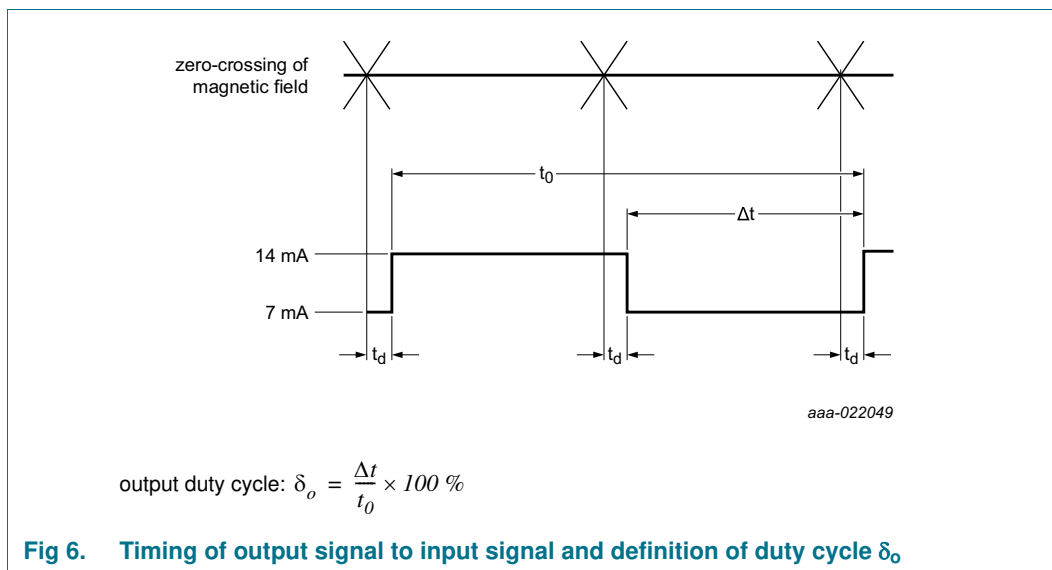 zero-crossing of
magnetic field
t0
Δt
14 mA
7 mA
td
td
td
aaa-022049
output duty cycle: δo = Δt/t0 × 100 %
Fig 6. Timing of output signal to input signal and definition of duty cycle δo